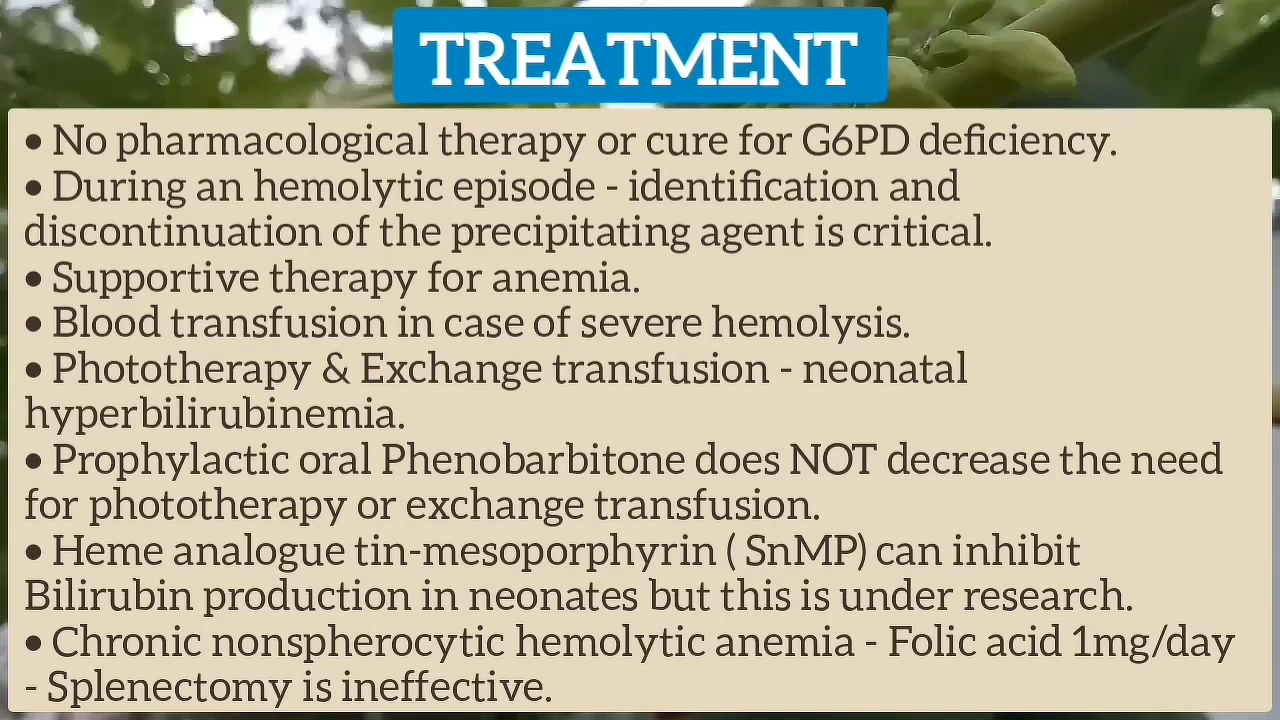 TREATMENT
• No pharmacological therapy or cure for G6PD deficiency.
• During an hemolytic episode - identification and
discontinuation of the precipitating agent is critical.
• Supportive therapy for anemia.
• Blood transfusion in case of severe hemolysis.
• Phototherapy & Exchange transfusion - neonatal
hyperbilirubinemia.
• Prophylactic oral Phenobarbitone does NOT decrease the need
for phototherapy or exchange transfusion.
• Heme analogue tin-mesoporphyrin ( SnMP) can inhibit
Bilirubin production in neonates but this is under research.
• Chronic nonspherocytic hemolytic anemia - Folic acid 1mg/day
- Splenectomy is ineffective.